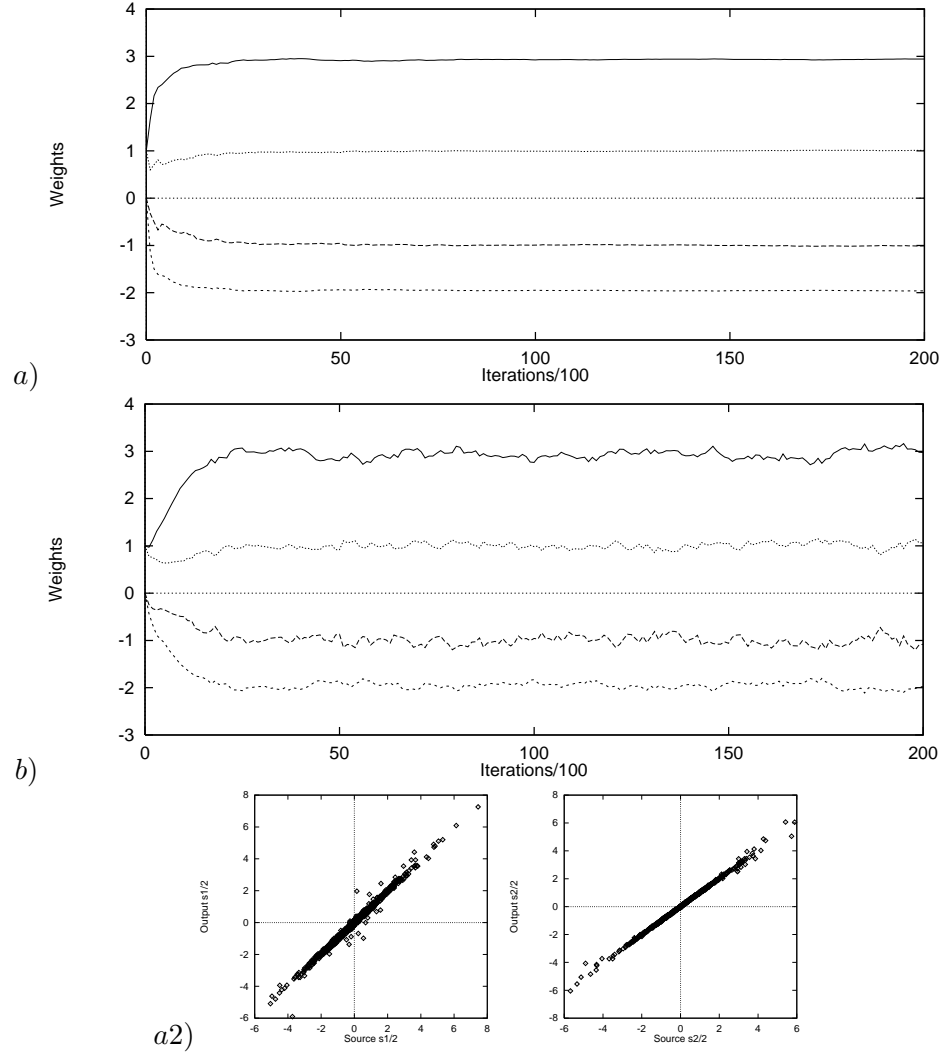 4
3
2
1
0
-1
-2
-3
Weights
0 50 100 150 200
Iterations/100
a)
4
3
2
1
0
-1
-2
-3
Weights
0 50 100 150 200
Iterations/100
b)
8
6
4
2
0
-2
-4
-6
Output s1/2
-6 -4 -2 0 2 4 6 8
Source s1/2
8
6
4
2
0
-2
-4
-6
-8
Output s2/2
-6 -4 -2 0 2 4 6
Source s2/2
a2)